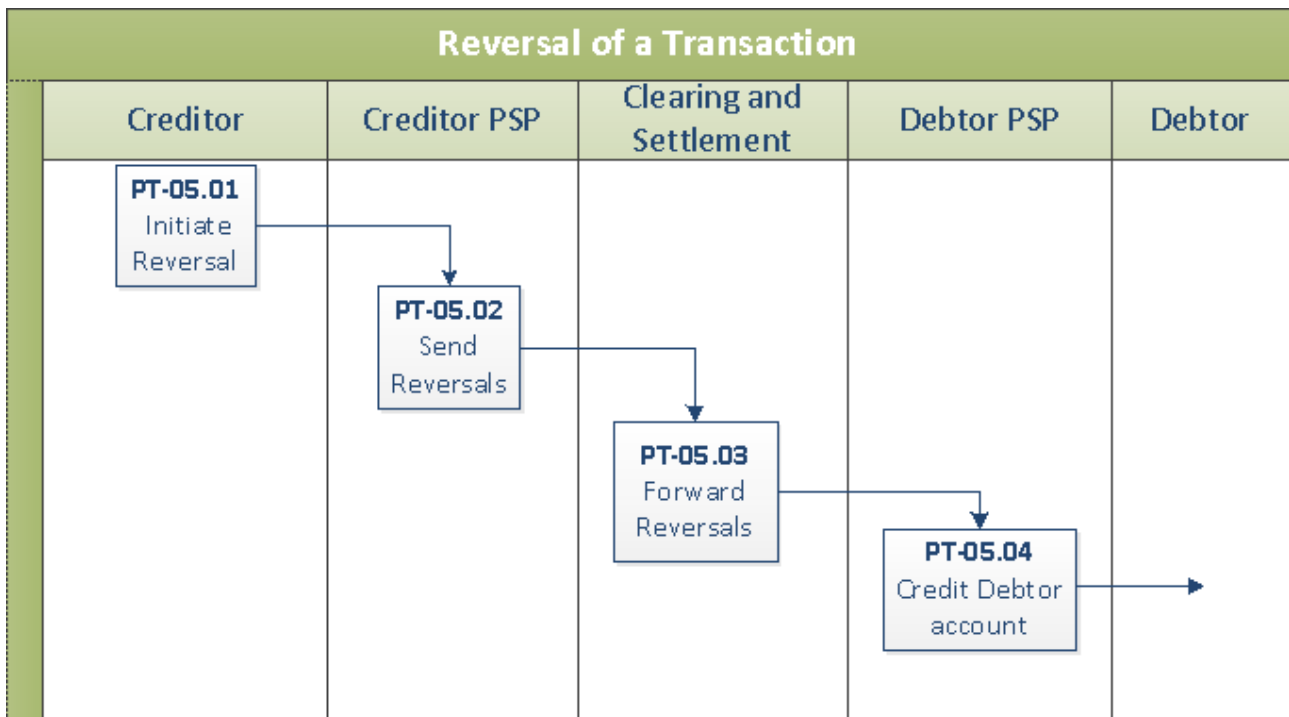 Reversal of a Transaction
Creditor
Creditor PSP
Clearing and
Settlement
Debtor PSP
Debtor
PT-05.01
Initiate
Reversal
PT-05.02
Send
Reversals
PT-05.03
Forward
Reversals
PT-05.04
Credit Debtor
account